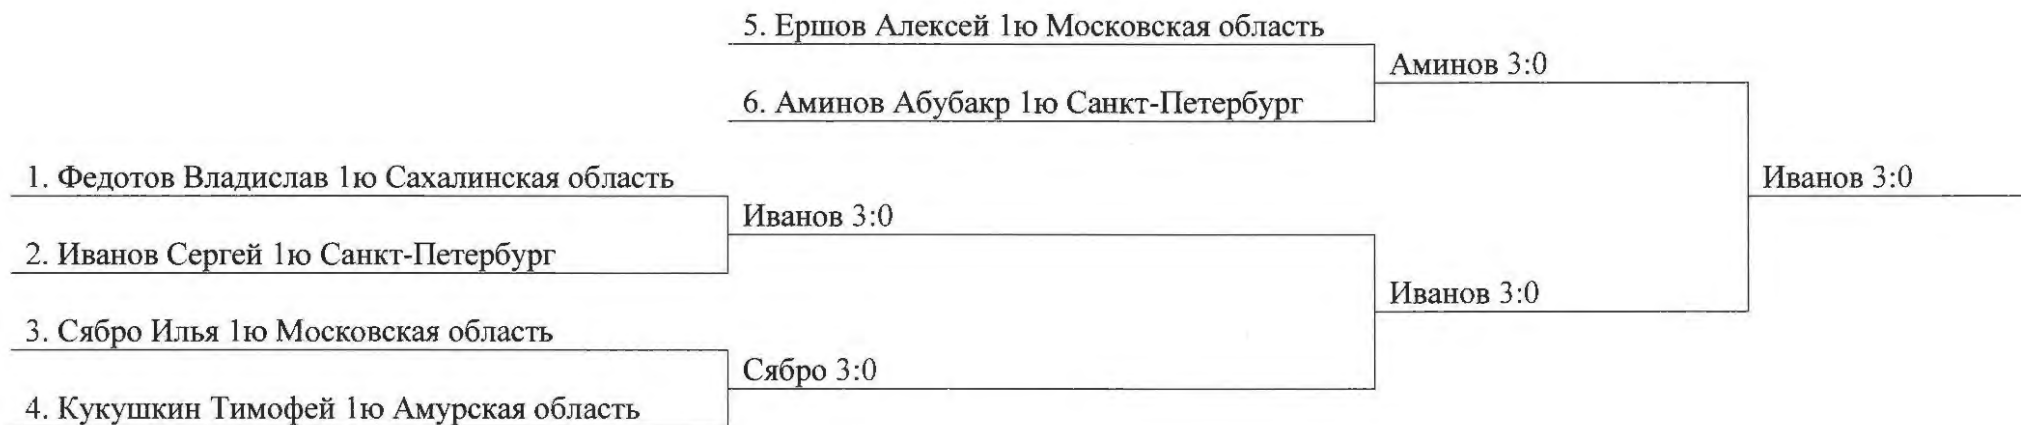 5. Ершов Алексей 1ю Московская область
Аминов 3:0
6. Аминов Абубакр 1ю Санкт-Петербург
1. Федотов Владислав 1ю Сахалинская область
Иванов 3:0
Иванов 3:0
2. Иванов Сергей 1ю Санкт-Петербург
Иванов 3:0
3. Сябро Илья 1ю Московская область
Сябро 3:0
4. Кукушкин Тимофей 1ю Амурская область